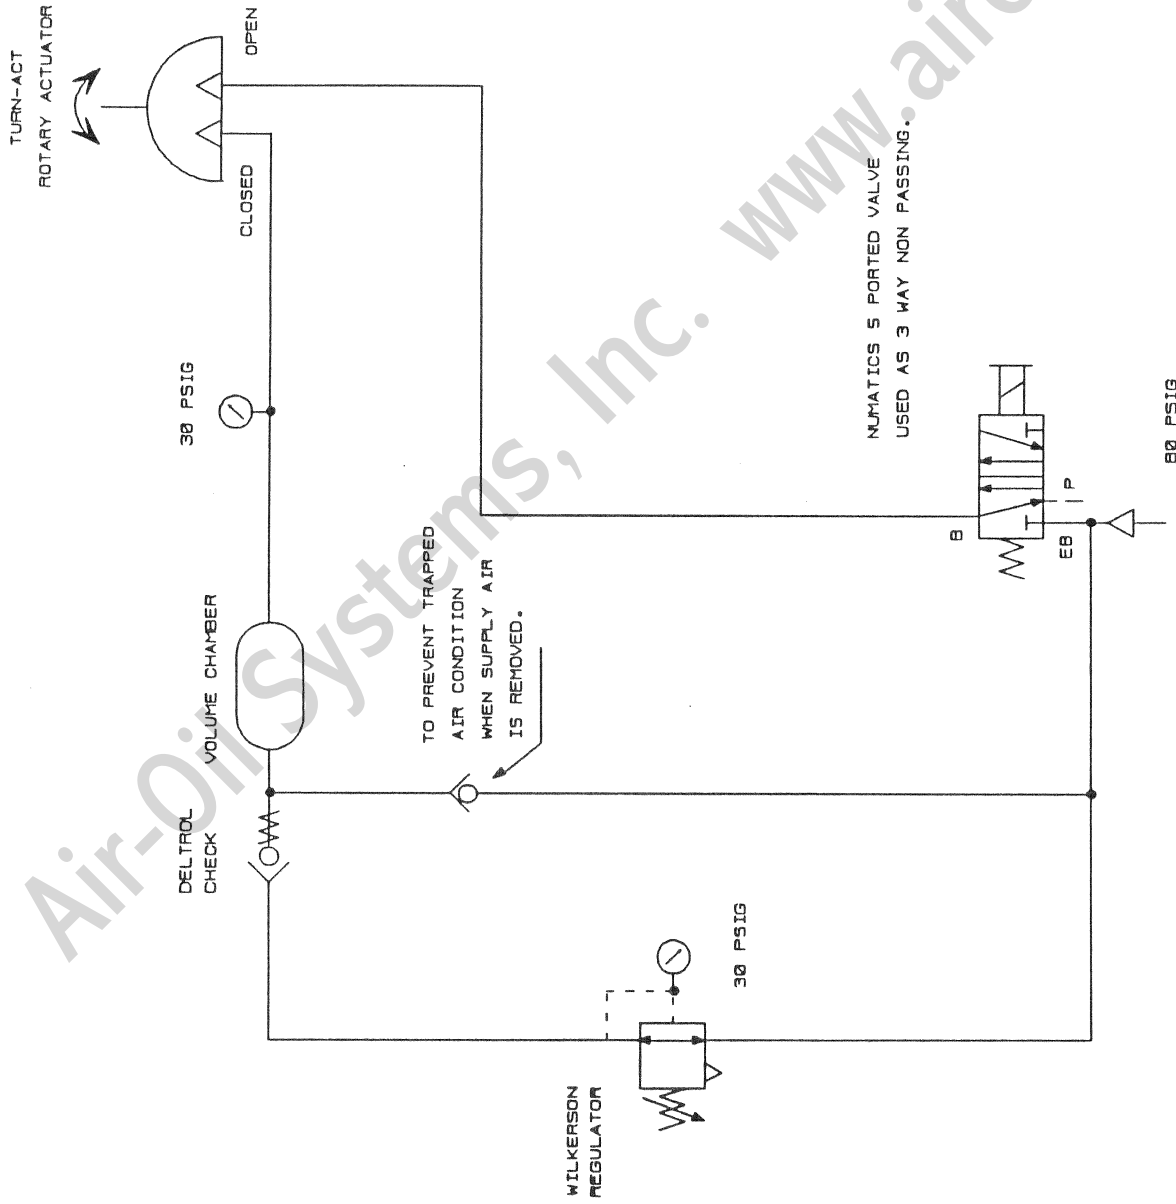 TURN-ACT
ROTARY ACTUATOR
OPEN
CLOSED
30 PSIG
VOLUME CHAMBER
DELTROL
CHECK
TO PREVENT TRAPPED
AIR CONDITION
WHEN SUPPLY AIR
IS REMOVED.
NUMATICS 5 PORTED VALVE
USED AS 3 WAY NON PASSING.
B
P
EB
80 PSIG
30 PSIG
WILKERSON
REGULATOR
Air-Oil Systems, Inc. www.airo